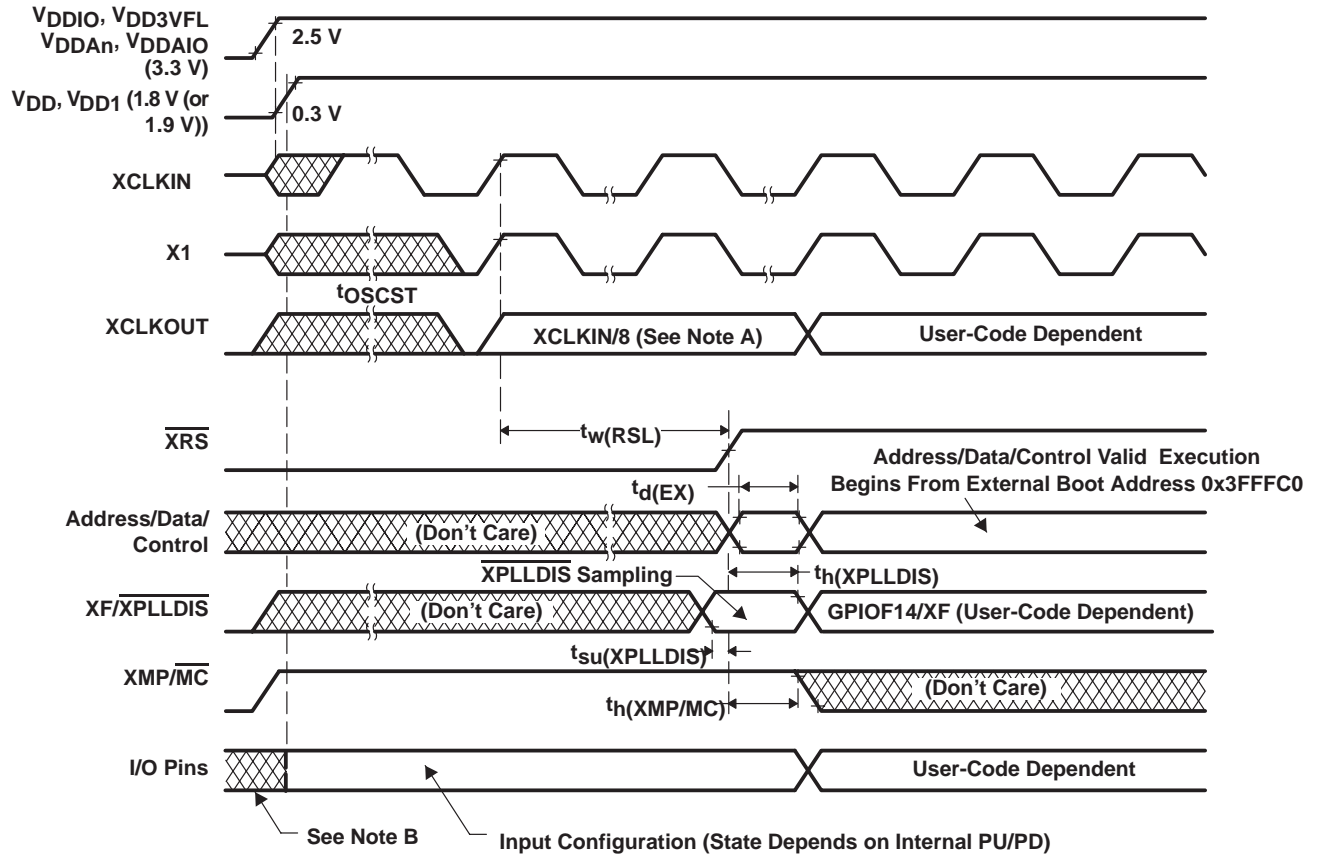 VDDIO, VDD3VFL
VDDAn, VDDAIO
(3.3 V)
2.5 V
VDD, VDD1 (1.8 V (or
1.9 V))
0.3 V
XCLKIN
X1
tOSCST
XCLKOUT
XCLKIN/8 (See Note A)
User-Code Dependent
XRS
tw(RSL)
Address/Data/Control Valid Execution
Begins From External Boot Address 0x3FFFC0
td(EX)
Address/Data/
Control
(Don't Care)
XPLLDIS Sampling
th(XPLLDIS)
XF/XPLLDIS
(Don't Care)
GPIOF14/XF (User-Code Dependent)
tsu(XPLLDIS)
XMP/MC
(Don't Care)
th(XMP/MC)
I/O Pins
User-Code Dependent
See Note B
Input Configuration (State Depends on Internal PU/PD)